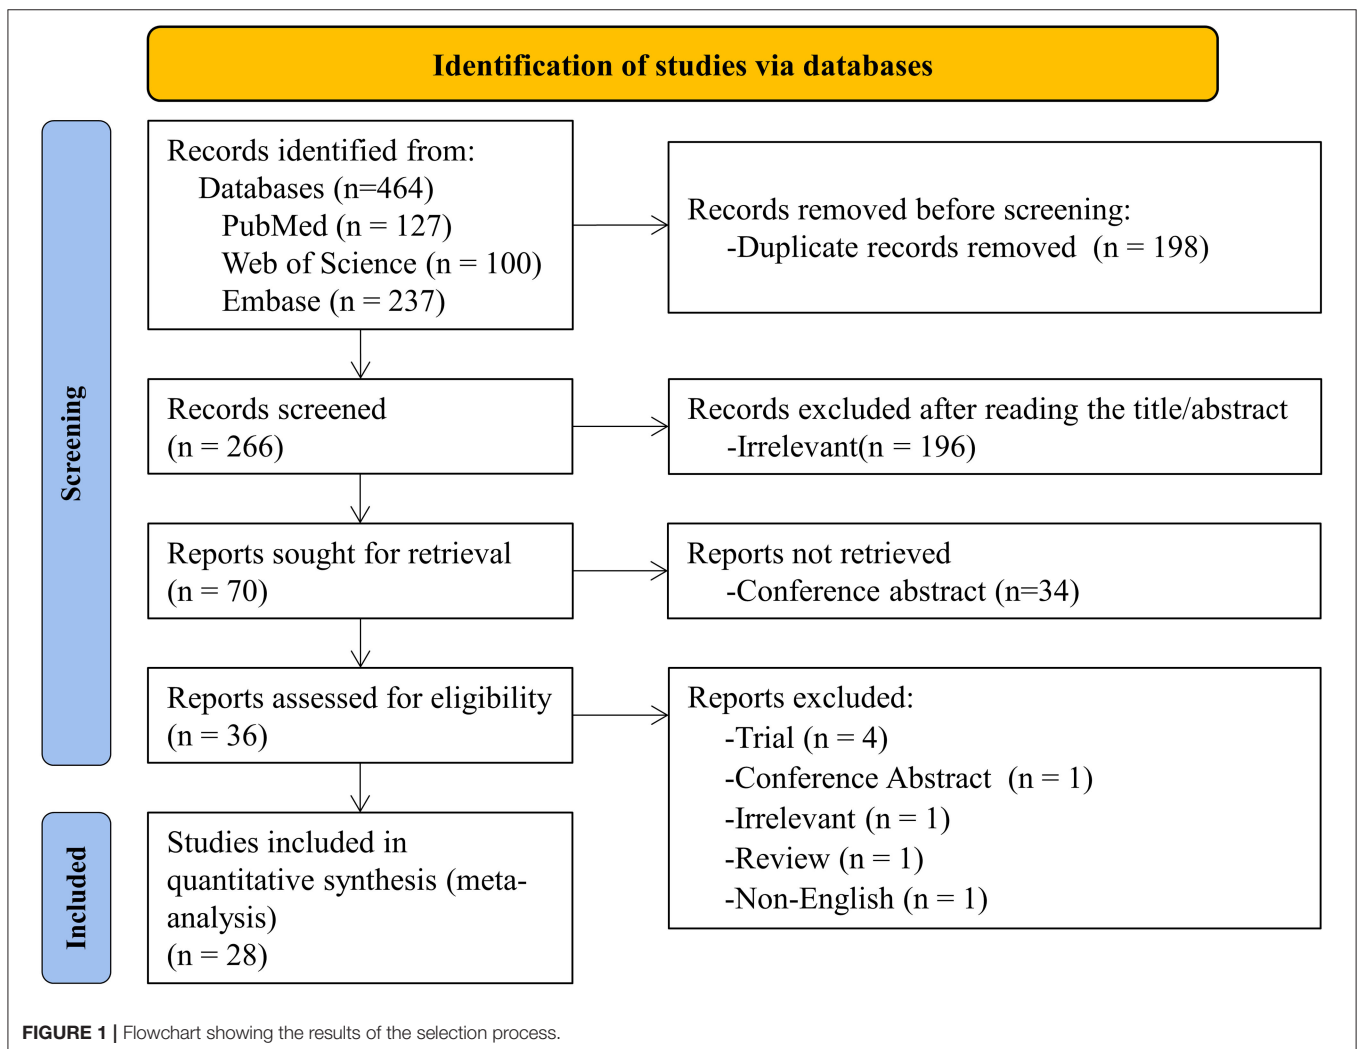 Identification of studies via databases
Screening
Records identified from:
Databases (n=464)
PubMed (n = 127)
Web of Science (n = 100)
Embase (n = 237)
Records removed before screening:
-Duplicate records removed (n = 198)
Records screened
(n = 266)
Records excluded after reading the title/abstract
-Irrelevant(n = 196)
Reports sought for retrieval
(n = 70)
Reports not retrieved
-Conference abstract (n=34)
Reports assessed for eligibility
(n = 36)
Reports excluded:
-Trial (n = 4)
-Conference Abstract (n = 1)
-Irrelevant (n = 1)
-Review (n = 1)
-Non-English (n = 1)
Included
Studies included in
quantitative synthesis (meta-
analysis)
(n = 28)
FIGURE 1 | Flowchart showing the results of the selection process.